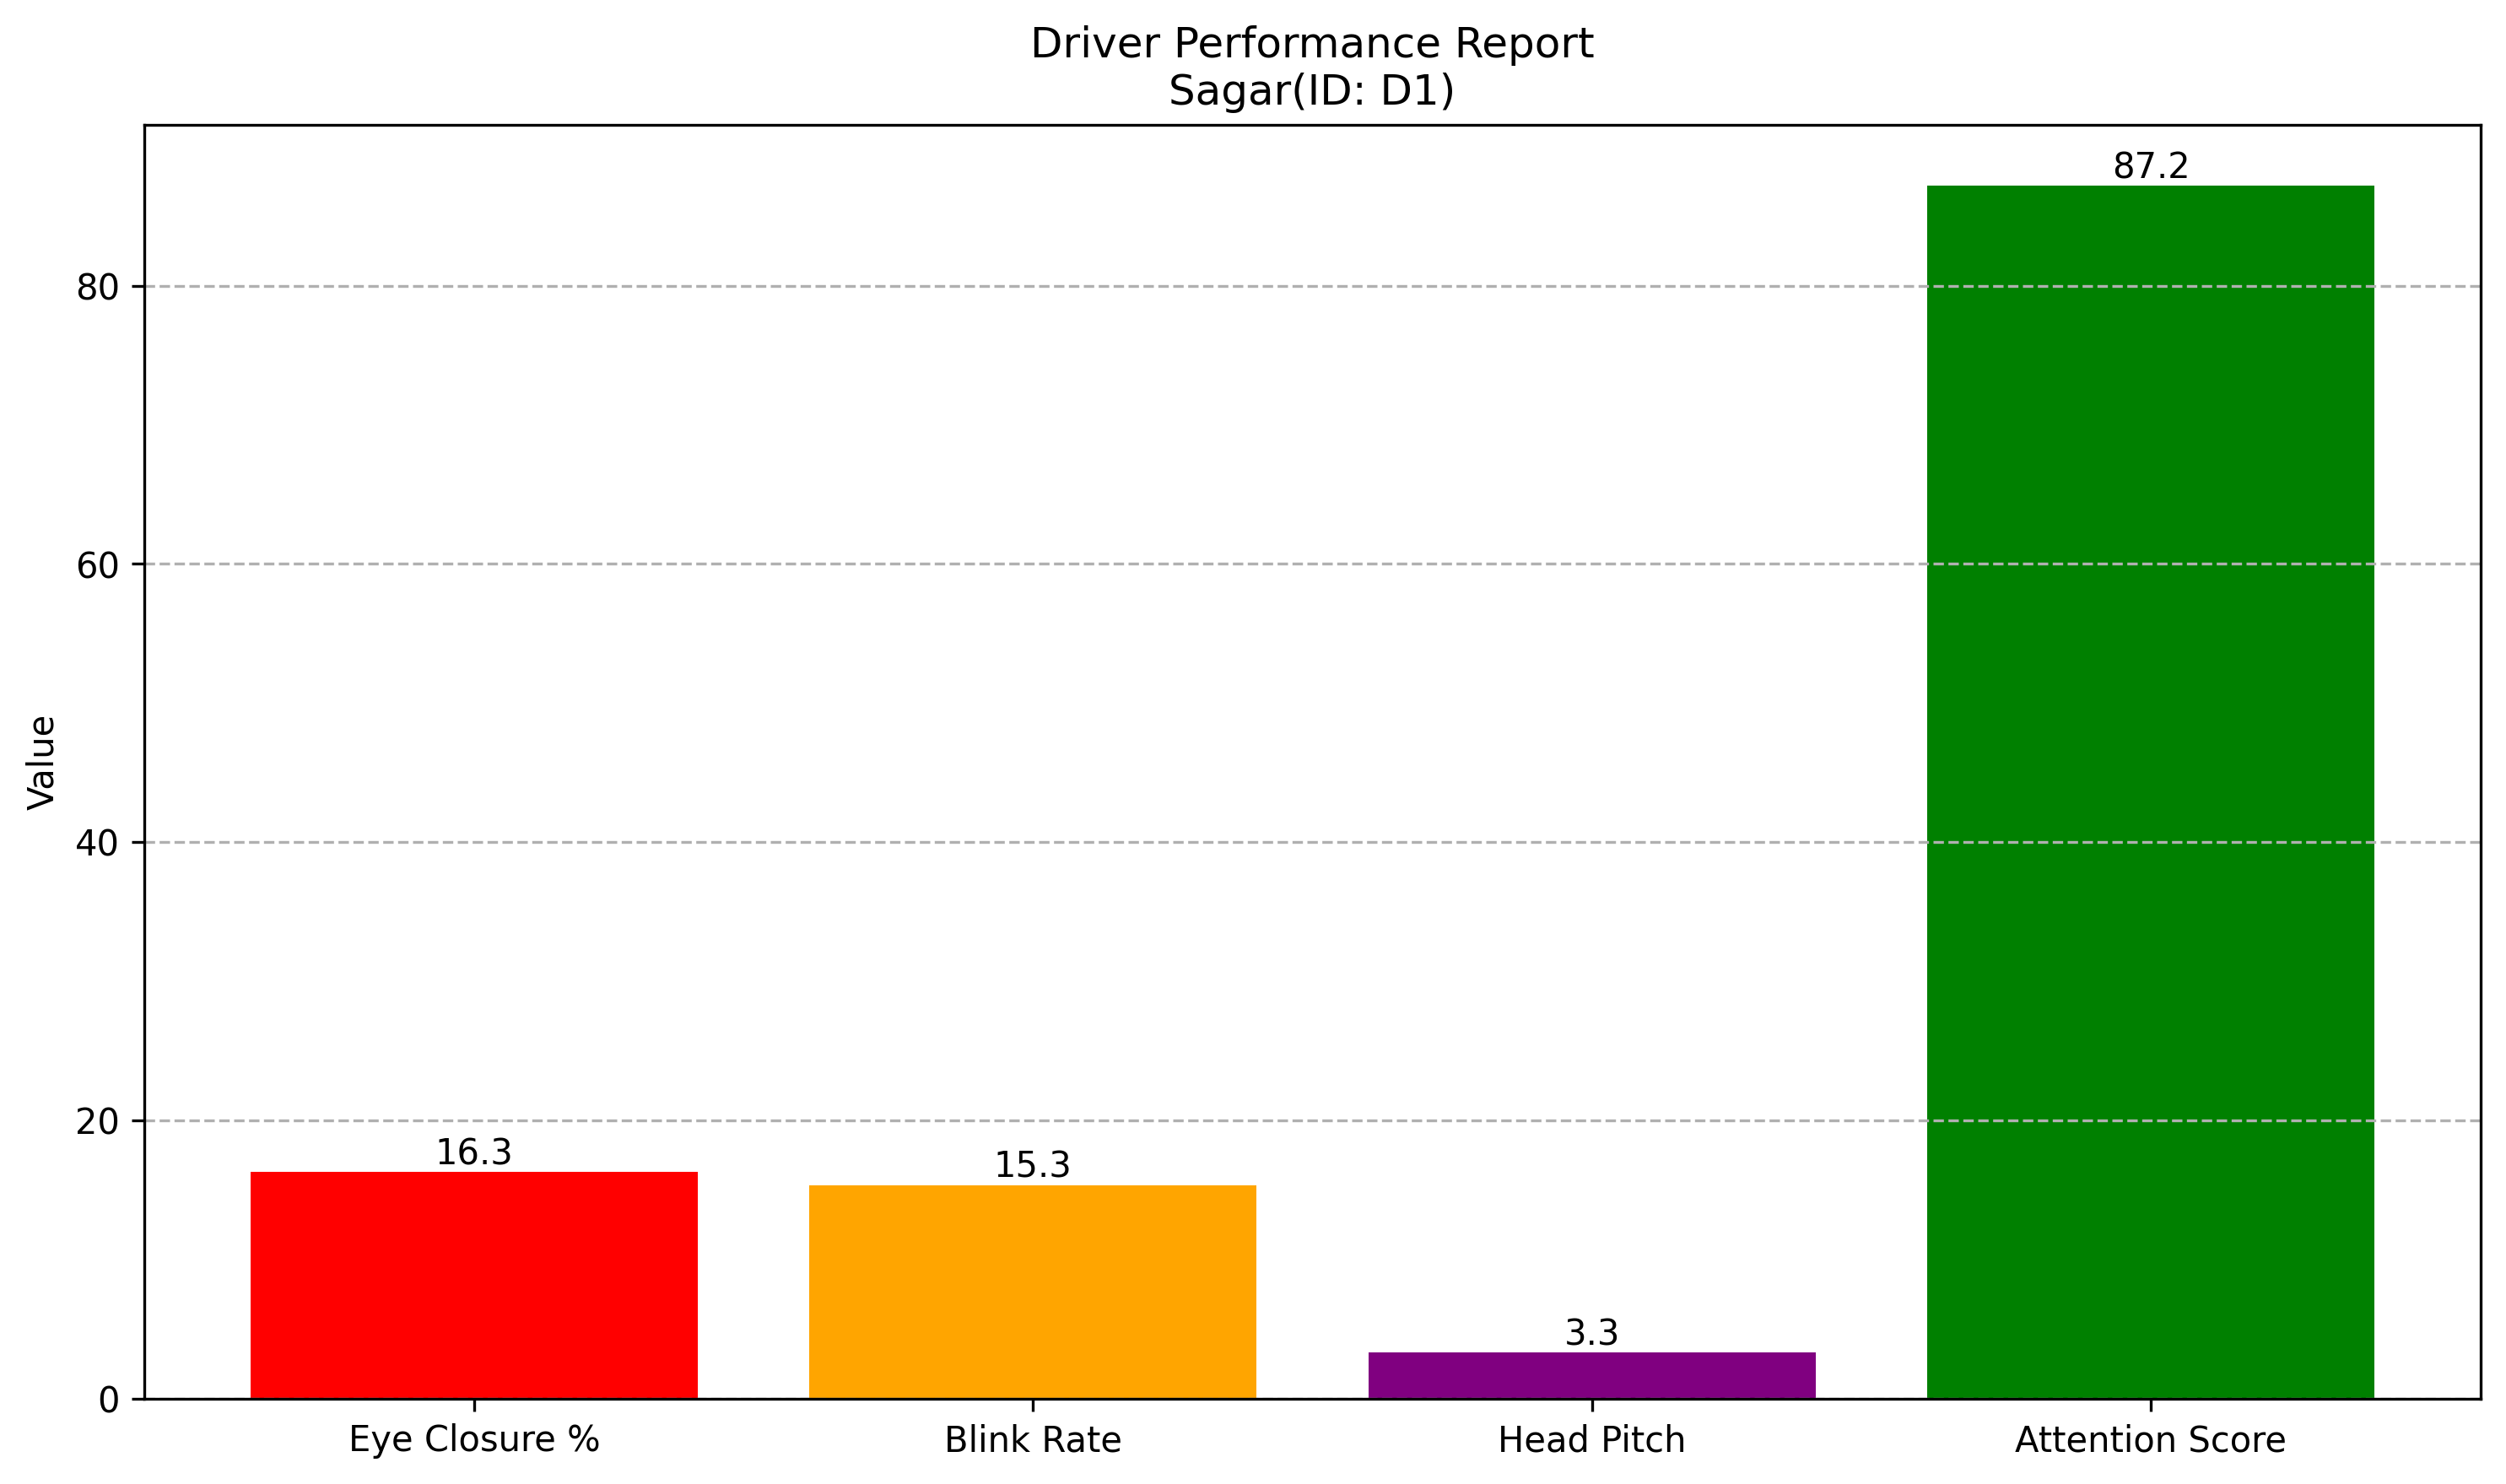 Driver Performance Report
Sagar(ID: D1)
87.2
80
60
Value
40
20
16.3
15.3
3.3
0
Eye Closure %
Blink Rate
Head Pitch
Attention Score